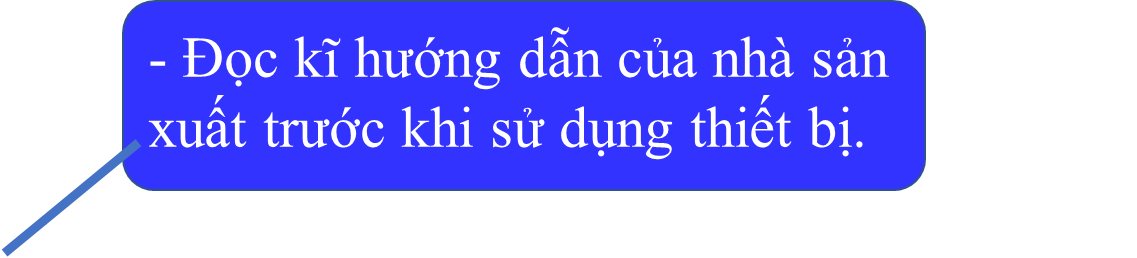 - Đọc kĩ hướng dẫn của nhà sản
xuất trước khi sử dụng thiết bị.